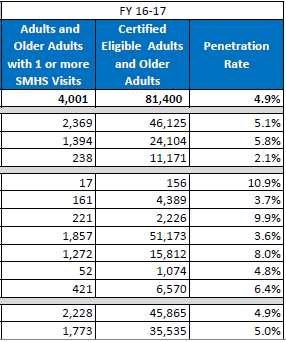 FY 16-17
Adults and Older Adults with 1 or more SMHS Visits	Certified Eligible Adults and Older Adults	Penetration Rate
4,001	81,400	4.9%
2,369	46,125	5.1%
1,394	24,104	5.8%
238	11,171	2.1%
17	156	10.9%
161	4,389	3.7%
221	2,226	9.9%
1,857	51,173	3.6%
1,272	15,812	8.0%
52	1,074	4.8%
421	6,570	6.4%
2,228	45,865	4.9%
1,773	35,535	5.0%